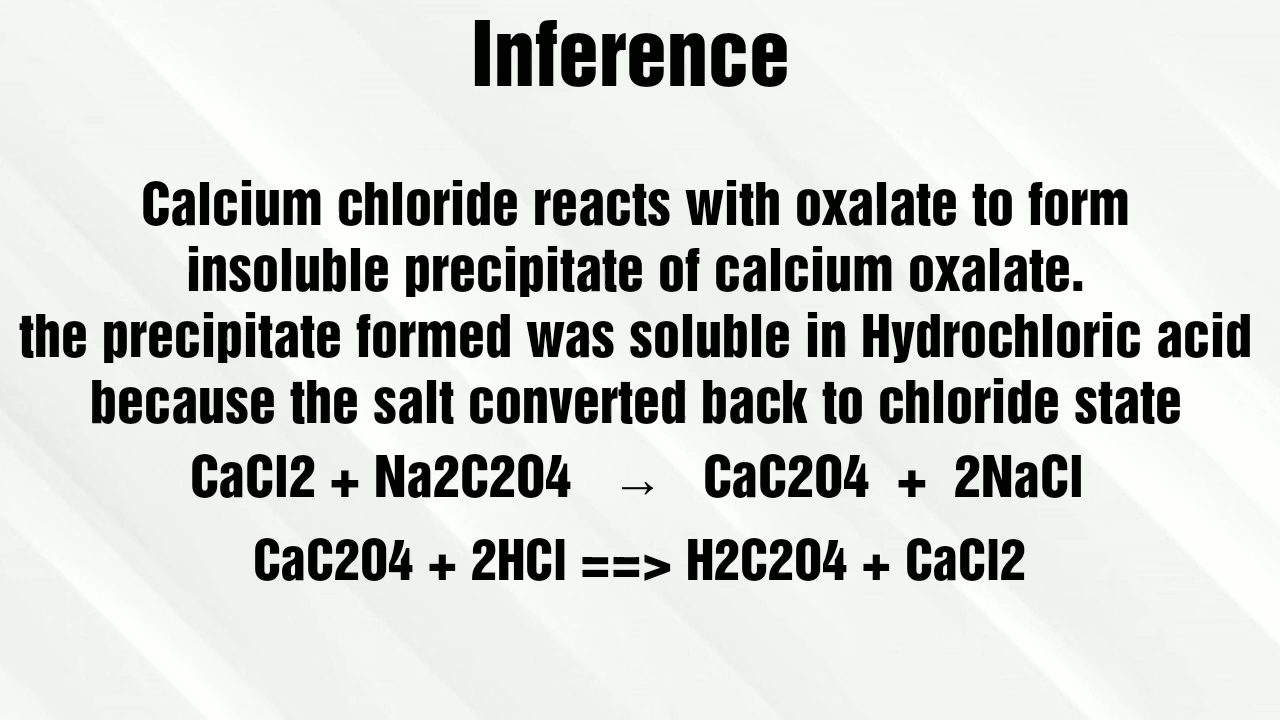 Inference
Calcium chloride reacts with oxalate to form
insoluble precipitate of calcium oxalate.
the precipitate formed was soluble in Hydrochloric acid
because the salt converted back to chloride state
CaCl2 + Na2C2O4 → CaC2O4 + 2NaCl
CaC2O4 + 2HCl ==> H2C2O4 + CaCl2